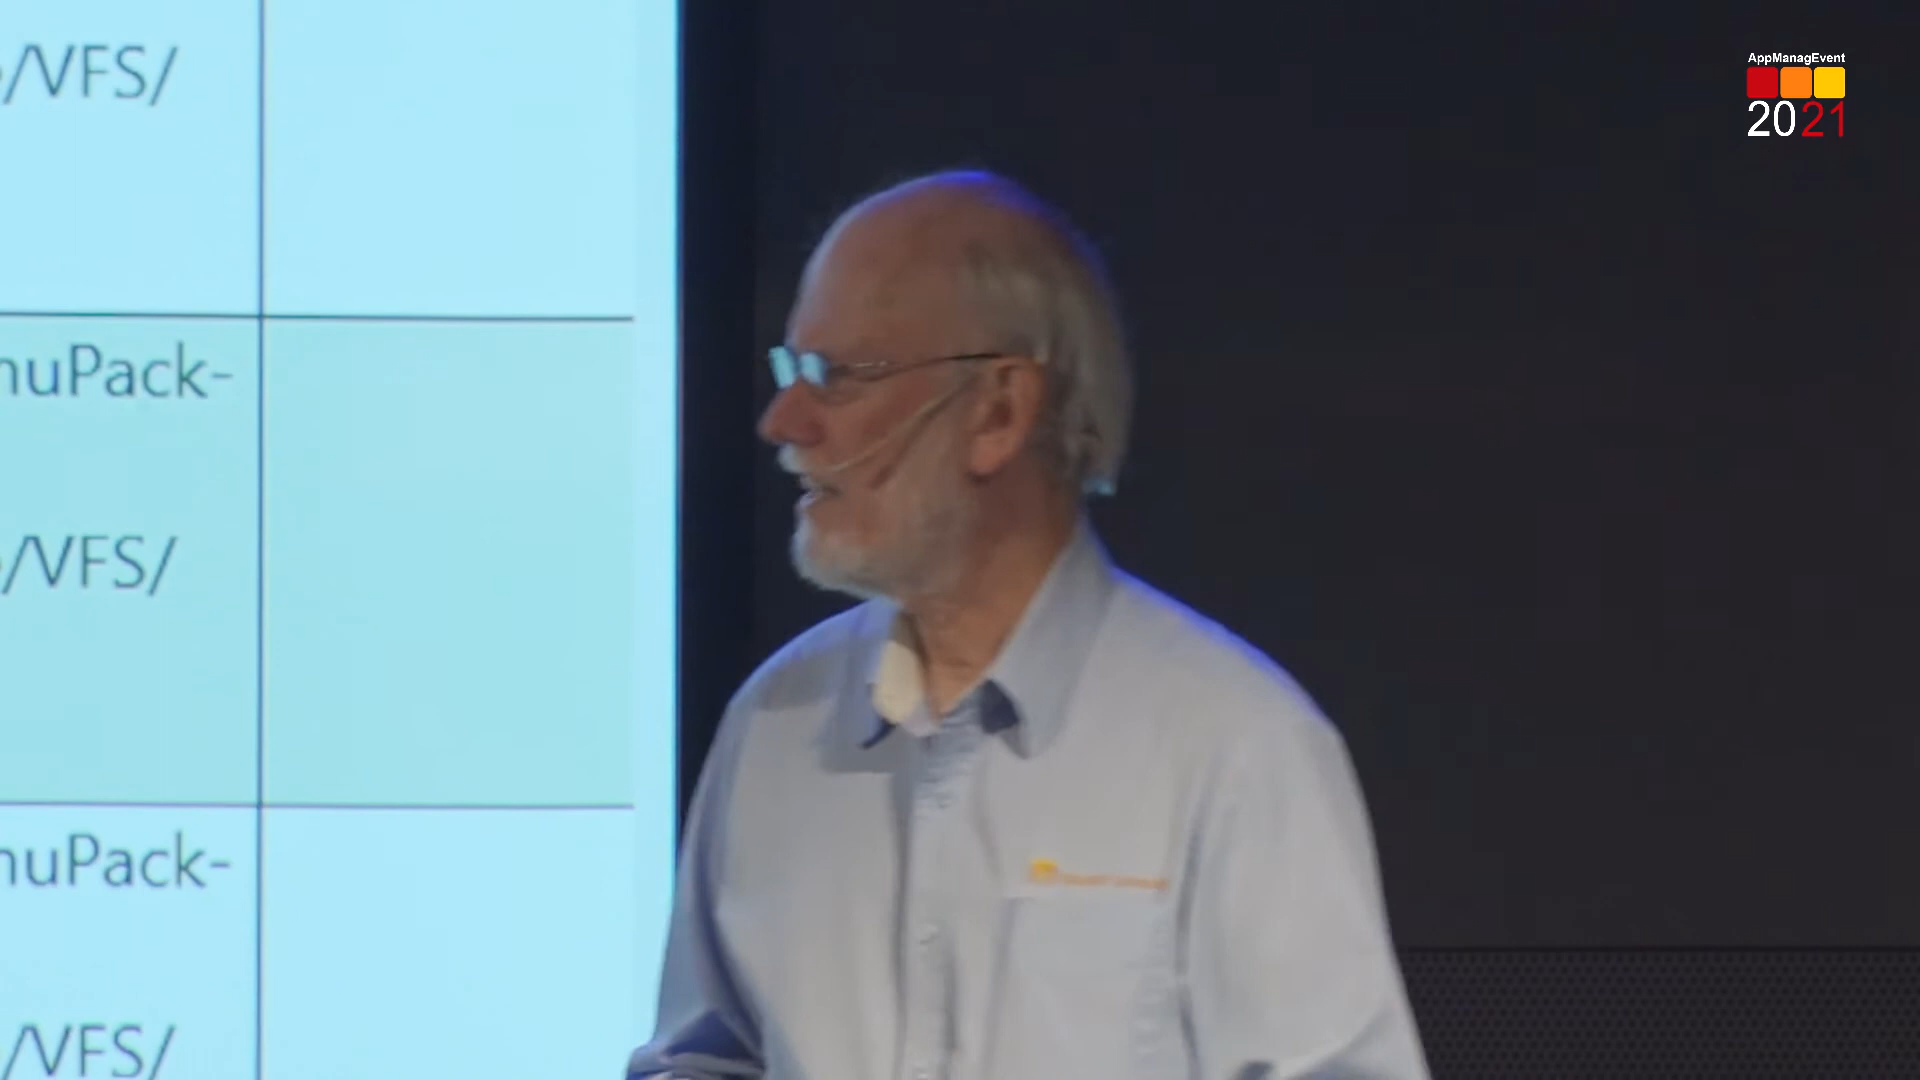 /VFS/
nuPack-
/VFS/
nuPack-
/VFS/
AppManagEvent
2021